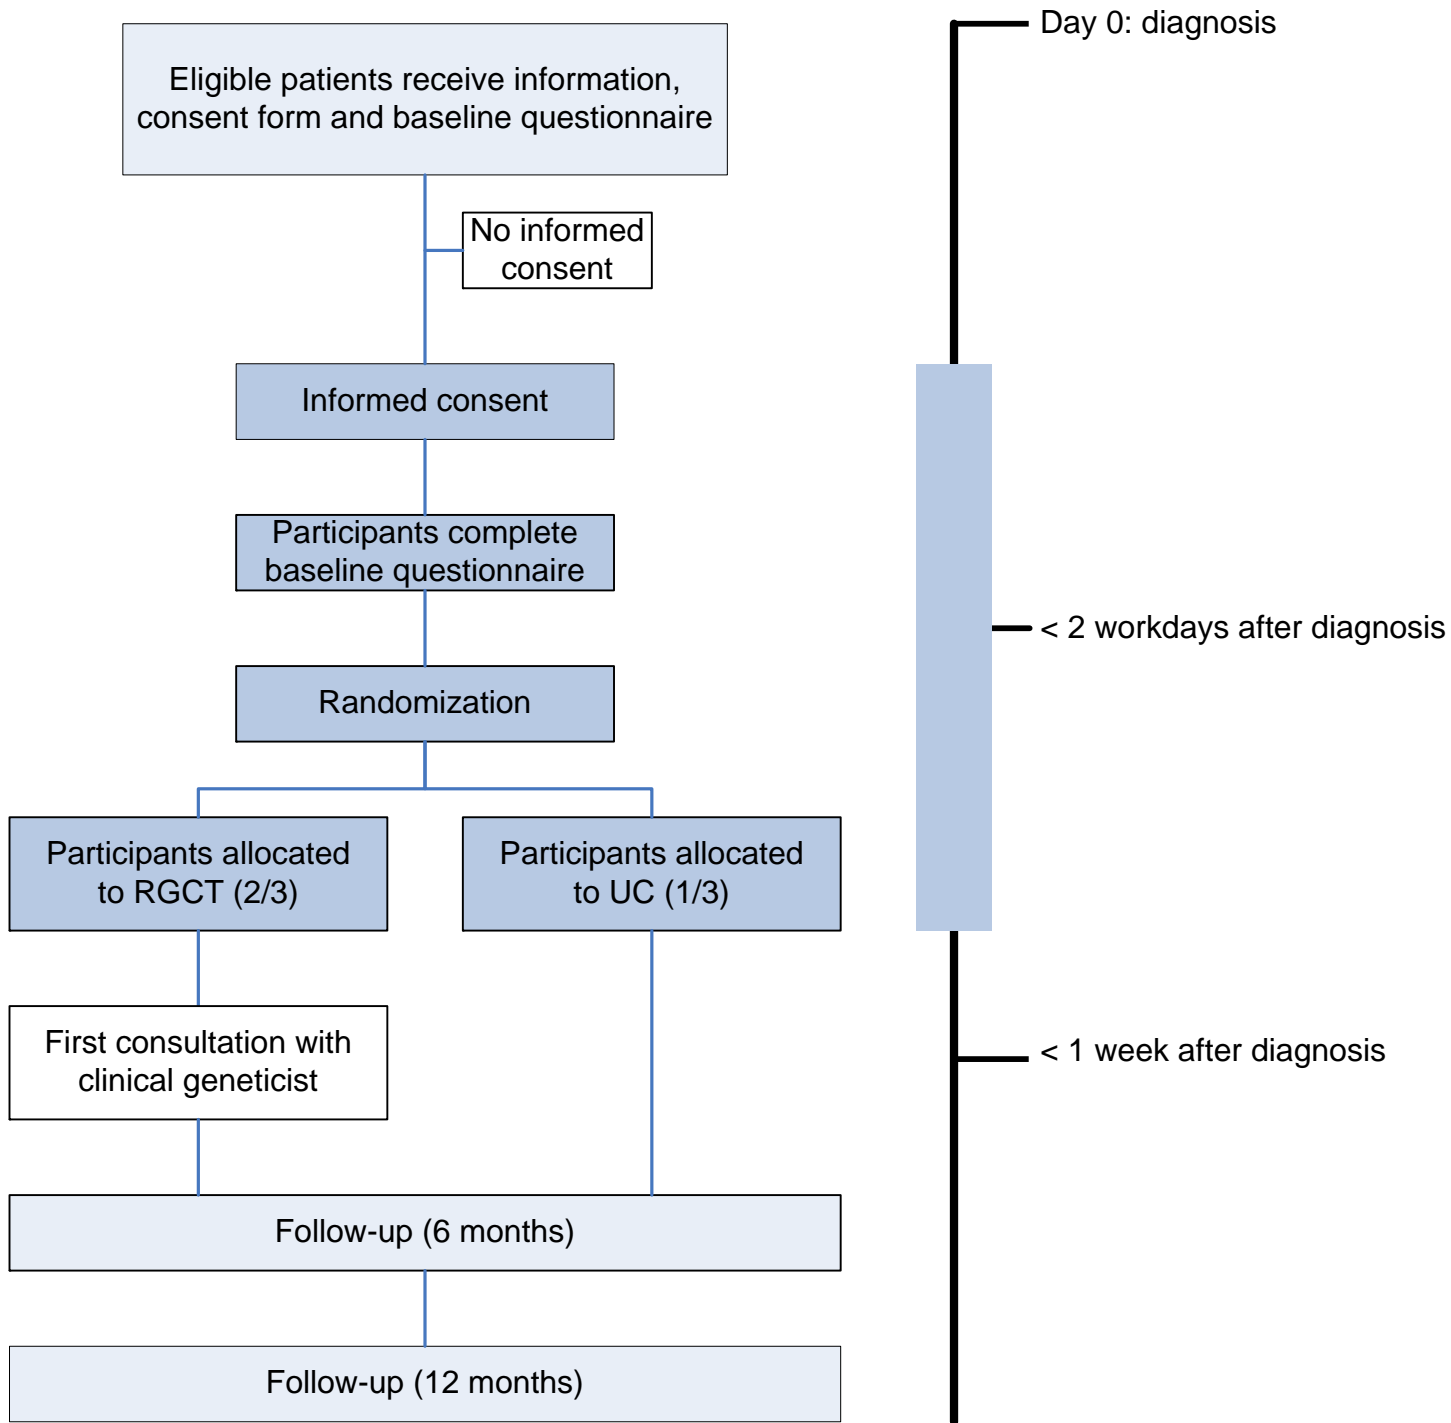 Day 0: diagnosis
Eligible patients receive information,
consent form and baseline questionnaire
No informed
consent
Informed consent
Participants complete
baseline questionnaire
< 2 workdays after diagnosis
Randomization
Participants allocated
to RGCT (2/3)
Participants allocated
to UC (1/3)
First consultation with
clinical geneticist
< 1 week after diagnosis
Follow-up (6 months)
Follow-up (12 months)